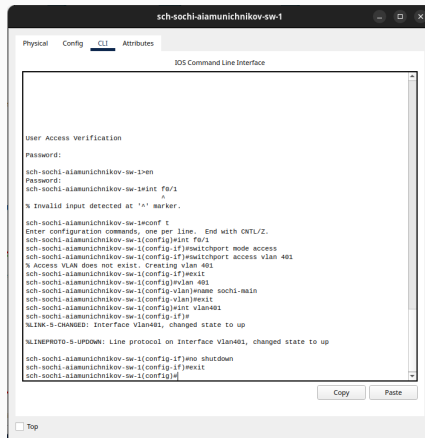 sch-sochi-aiamunichnikov-sw-1
Physical Config CLI Attributes
IOS Command Line Interface
User Access Verification
Password:
sch-sochi-aiamunichnikov-sw-1>en
Password:
sch-sochi-aiamunichnikov-sw-1#int f0/1
^
% Invalid input detected at '^' marker.
sch-sochi-aiamunichnikov-sw-1#conf t
Enter configuration commands, one per line. End with CNTL/Z.
sch-sochi-aiamunichnikov-sw-1(config)#int f0/1
sch-sochi-aiamunichnikov-sw-1(config-if)#switchport mode access
sch-sochi-aiamunichnikov-sw-1(config-if)#switchport access vlan 401
% Access VLAN does not exist. Creating vlan 401
sch-sochi-aiamunichnikov-sw-1(config-if)#exit
sch-sochi-aiamunichnikov-sw-1(config)#vlan 401
sch-sochi-aiamunichnikov-sw-1(config-vlan)#name sochi-main
sch-sochi-aiamunichnikov-sw-1(config-vlan)#exit
sch-sochi-aiamunichnikov-sw-1(config)#int vlan401
sch-sochi-aiamunichnikov-sw-1(config-if)#
%LINK-5-CHANGED: Interface Vlan401, changed state to up
%LINEPROTO-5-UPDOWN: Line protocol on Interface Vlan401, changed state to up
sch-sochi-aiamunichnikov-sw-1(config-if)#no shutdown
sch-sochi-aiamunichnikov-sw-1(config-if)#exit
sch-sochi-aiamunichnikov-sw-1(config)#
Copy Paste
Top